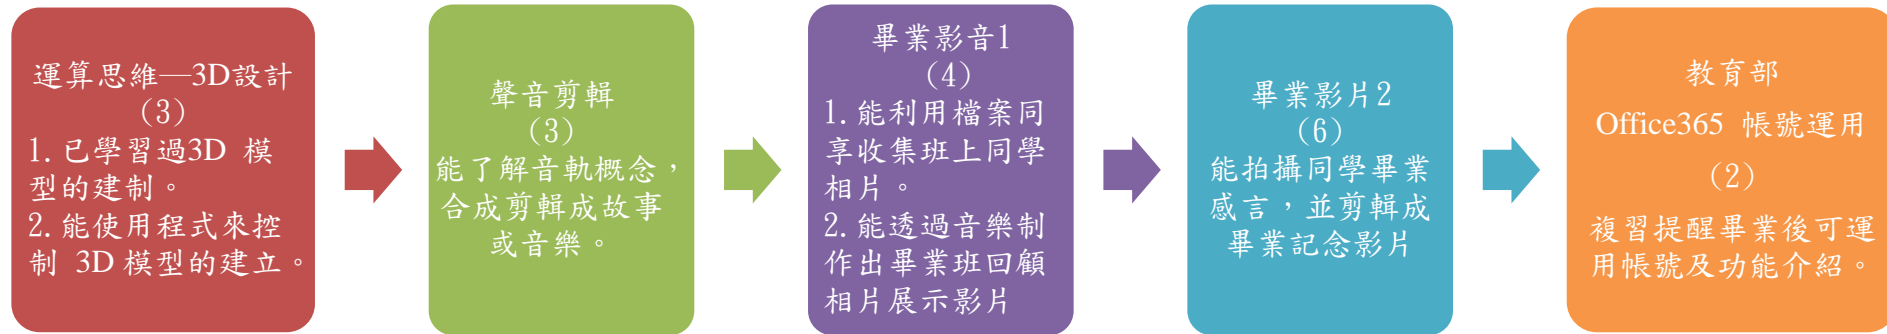 運算思維—3D設計
(3)
1.已學習過3D 模
型的建制。
2.能使用程式來控
制 3D模型的建立。
聲音剪輯
(3)
能了解音軌概念,
合成剪輯成故事
或音樂。
畢業影音1
(4)
1.能利用檔案同
享收集班上同學
相片。
2.能透過音樂制
作出畢業班回顧
相片展示影片
畢業影片2
(6)
能拍攝同學畢業
感言,並剪輯成
畢業記念影片
教育部
Office365 帳號運用
(2)
複習提醒畢業後可運
用帳號及功能介紹。